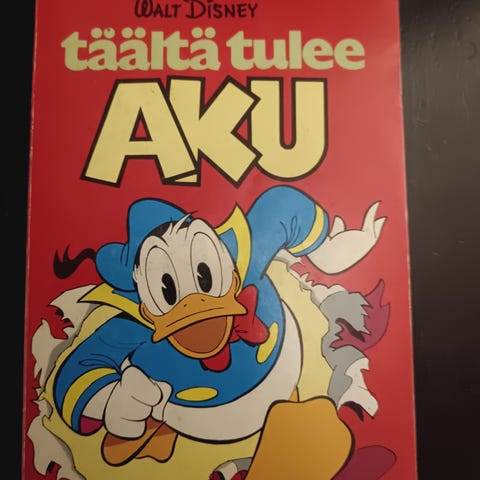 WALT DISNEY
täältä tulee
AKU